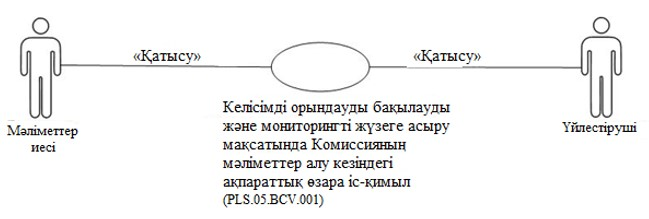 «Қатысу»
«Қатысу»
Мәліметтер
иесі
Келісімді орындауды бақылауды
және мониторингті жүзеге асыру
мақсатында Комиссияның
мәліметтер алу кезіндегі
ақпараттық өзара іс-қимыл
(PLS.05.BCV.001)
Үйлестіруші